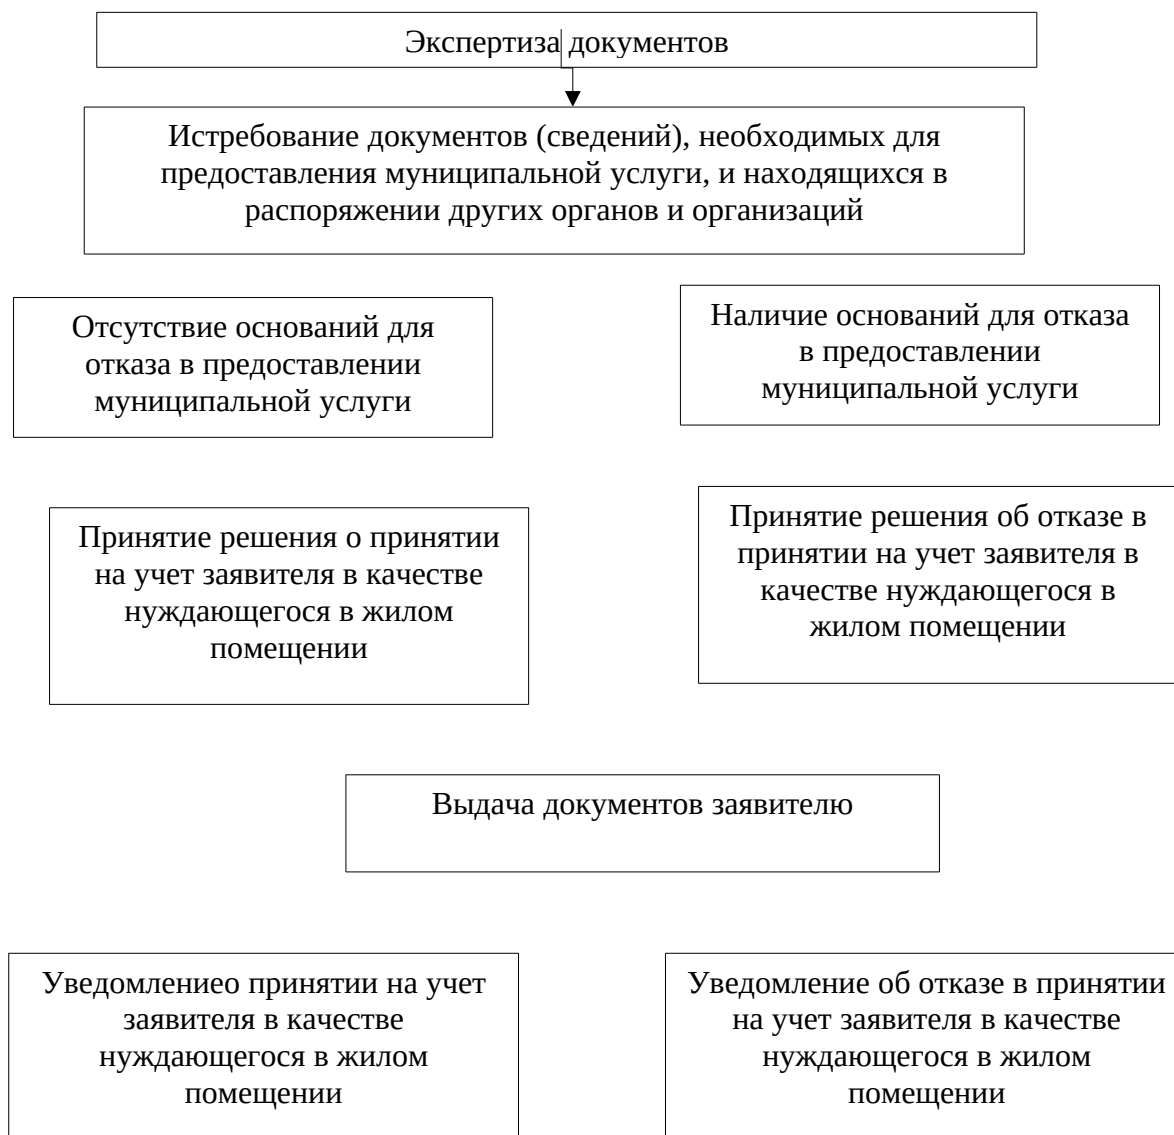 Экспертиза документов
Истребование документов (сведений), необходимых для
предоставления муниципальной услуги, и находящихся в
распоряжении других органов и организаций
Отсутствие оснований для
отказа в предоставлении
муниципальной услуги
Наличие оснований для отказа
в предоставлении
муниципальной услуги
Принятие решения о принятии
на учет заявителя в качестве
нуждающегося в жилом
помещении
Принятие решения об отказе в
принятии на учет заявителя в
качестве нуждающегося в
жилом помещении
Выдача документов заявителю
Уведомлениео принятии на учет
заявителя в качестве
нуждающегося в жилом
помещении
Уведомление об отказе в принятии
на учет заявителя в качестве
нуждающегося в жилом
помещении